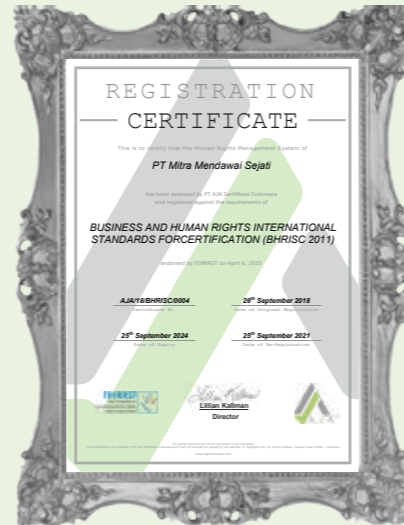 REGISTRATION
CERTIFICATE
This is to certify that the Human Rights Management System of
PT Mitra Mendawai Sejati
has been assessed by PT AJA Sertifikasi Indonesia
and registered against the requirements of
BUSINESS AND HUMAN RIGHTS INTERNATIONAL
STANDARDS FORCERTIFICATION (BHRISC 2011)
endorsed by FIHRRST on April 6, 2015
AJA/18/BHRISC/0004 26th September 2018
Certificate No. Date of Original Registration
25th September 2024 25th September 2021
Date of Expiry Date of Re-Registration
FIHRRST
Lillian Kallman
Director